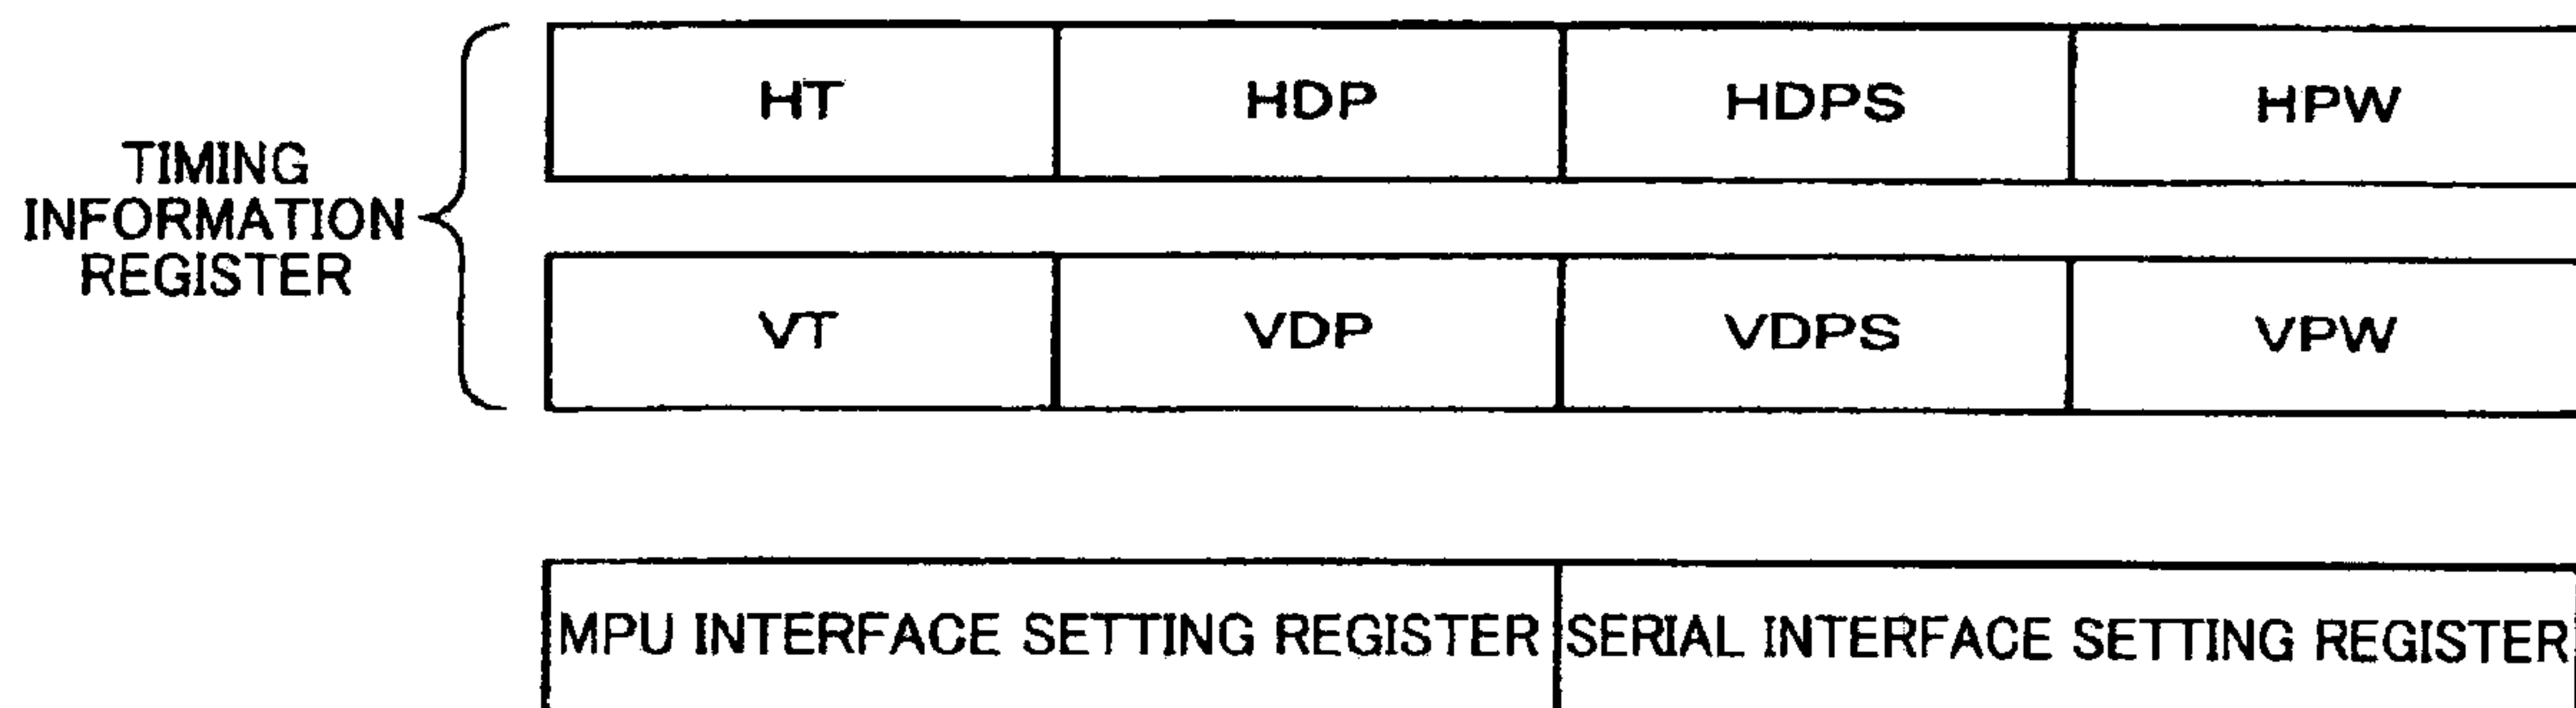 TIMING
INFORMATION
REGISTER
HT HDP HDPS HPW
VT VDP VDPS VPW
MPU INTERFACE SETTING REGISTER SERIAL INTERFACE SETTING REGISTER